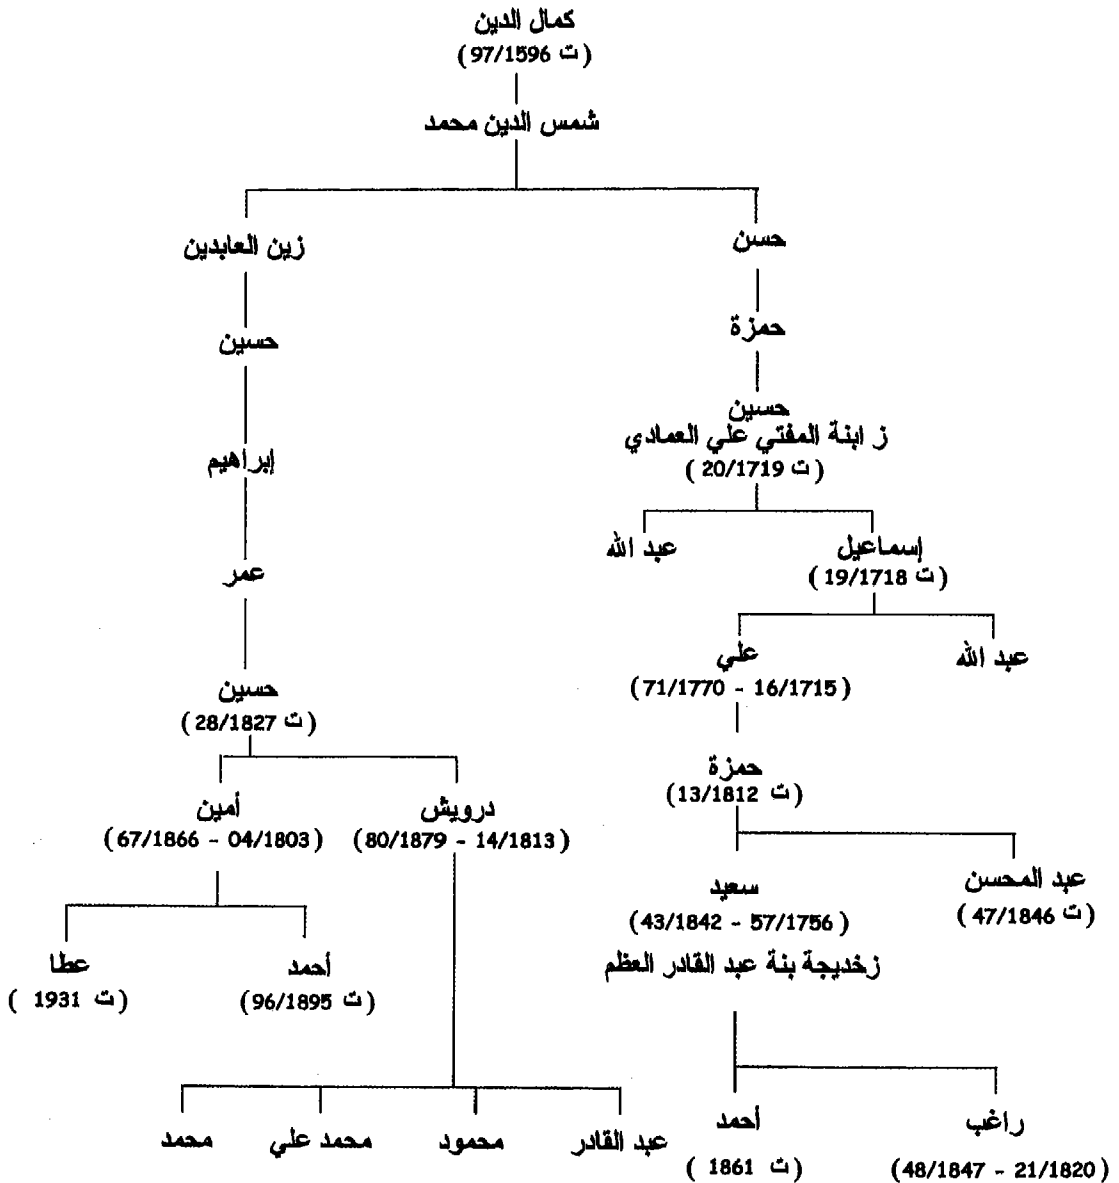 كمال الدين
(ت 97/1596)
شمس الدين محمد
حسن
زين العابدين
حمزة
حسين
حسين
ز ابنة المفتي علي العمادي
(ت 20/1719)
إبراهيم
إسماعيل
(ت 19/1718)
عبد الله
عمر
عبد الله
علي
(71/1770 - 16/1715)
حسين
(ت 28/1827)
حمزة
(ت 13/1812)
درويش
(80/1879 - 14/1813)
أمين
(67/1866 - 04/1803)
عبد المحسن
(ت 47/1846)
سعيد
(43/1842 - 57/1756)
زخديجة بنة عبد القادر العظم
أحمد
(ت 96/1895)
عطا
(ت 1931)
راغب
(48/1847 - 21/1820)
أحمد
(ت 1861)
عبد القادر
محمود
محمد علي
محمد